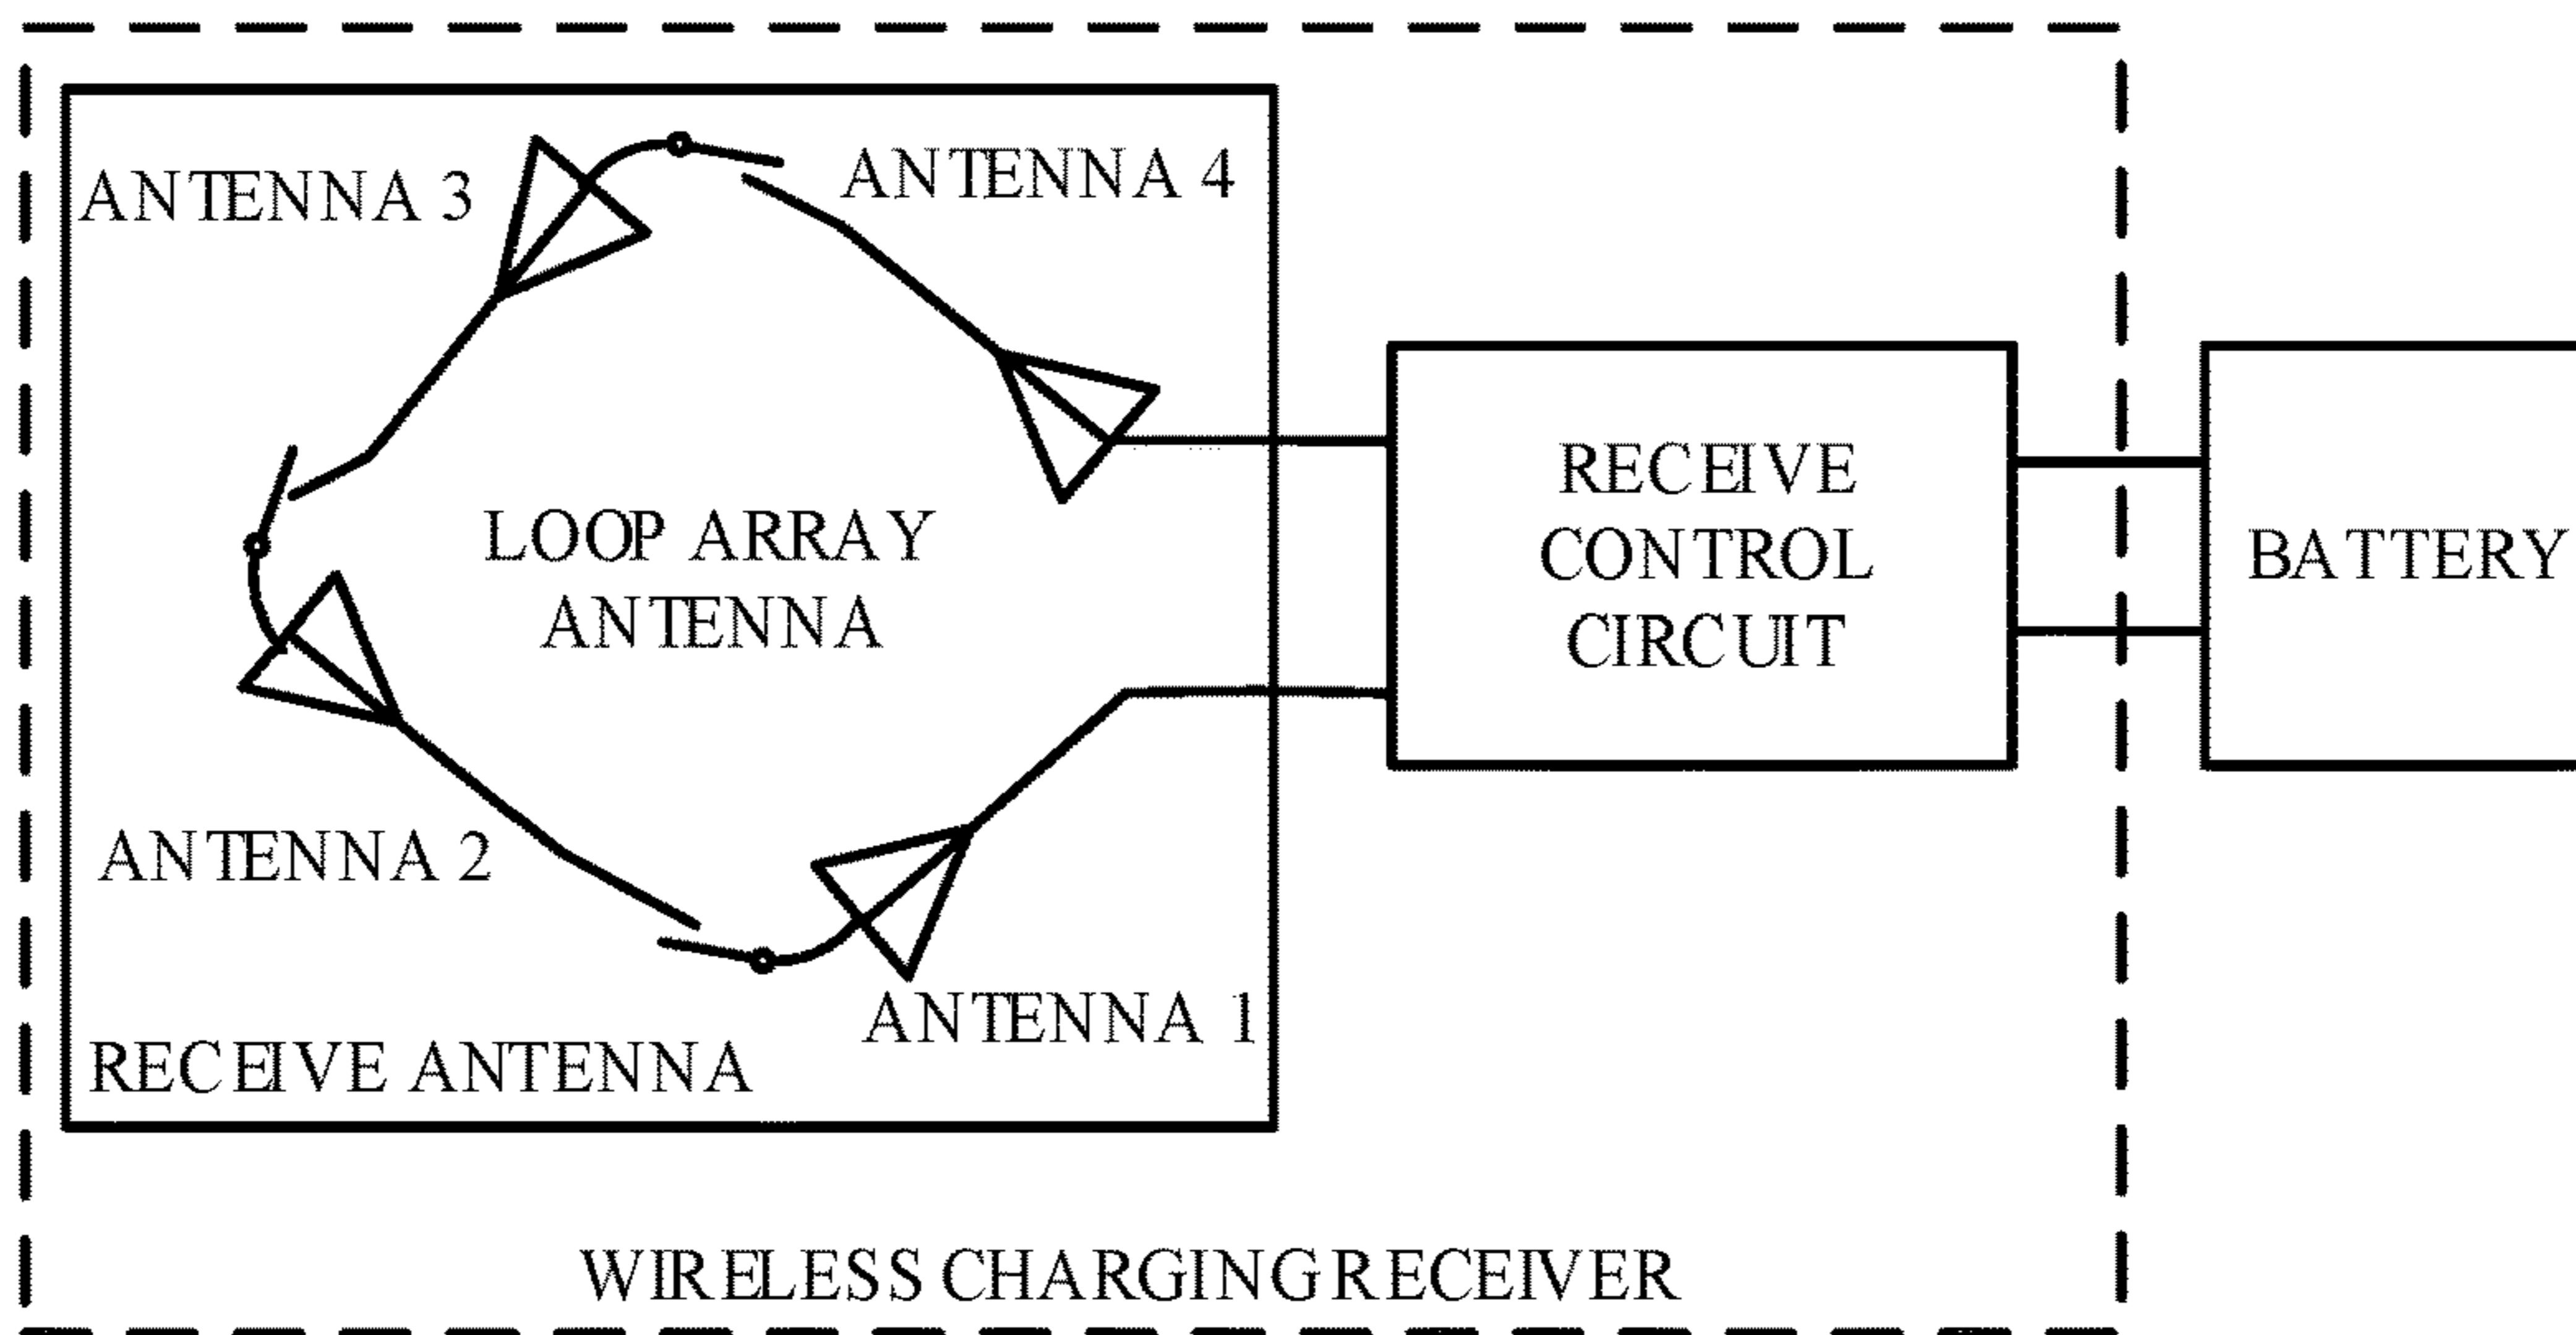 ANTENNA 3
ANTENNA 4
LOOP ARRAY
ANTENNA
ANTENNA 2
ANTENNA 1
RECEIVE ANTENNA
RECEIVE
CONTROL
CIRCUIT
BATTERY
WIRELESS CHARGING RECEIVER